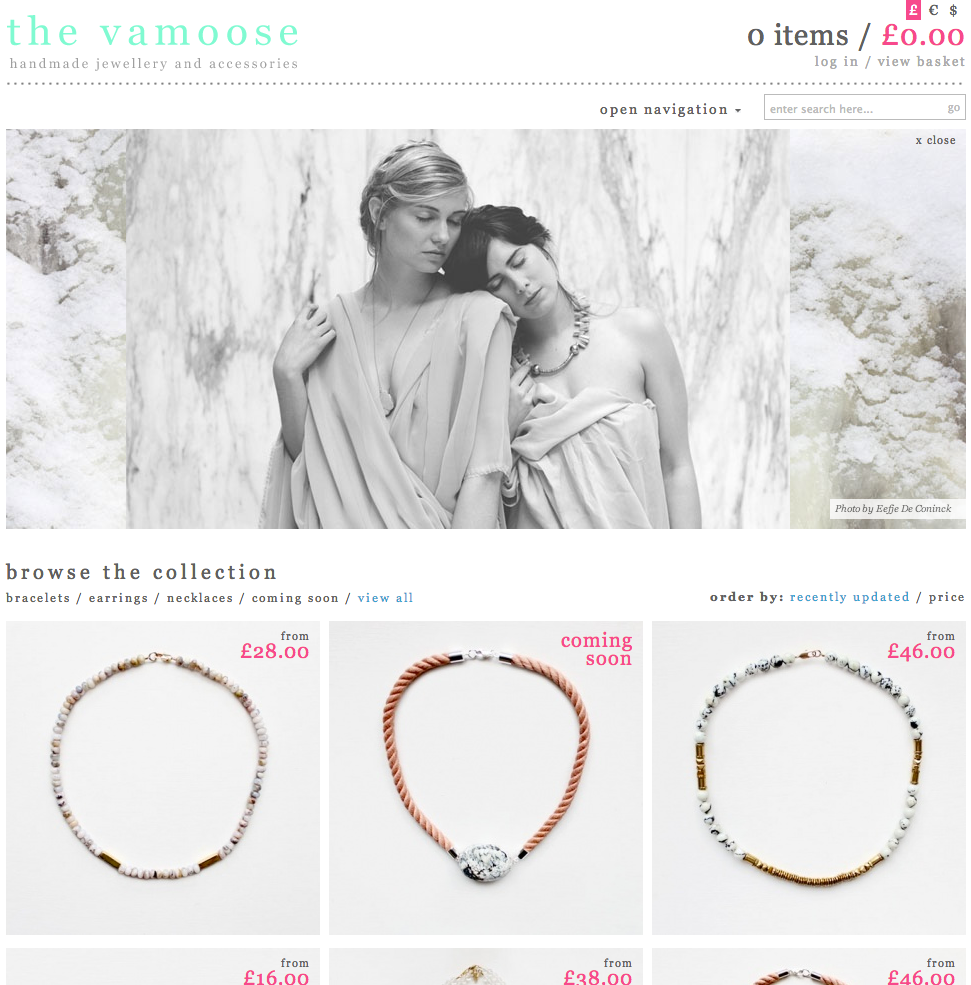 £ € $
the vamoose
0 items / £0.00
handmade jewellery and accessories
log in / view basket
open navigation
enter search here...
go
x close
Photo by Eefje De Coninck
browse the collection
bracelets / earrings / necklaces / coming soon / view all
order by: recently updated / price
from
£28.00
coming
soon
from
£46.00
from
£16.00
from
£38.00
from
£46.00